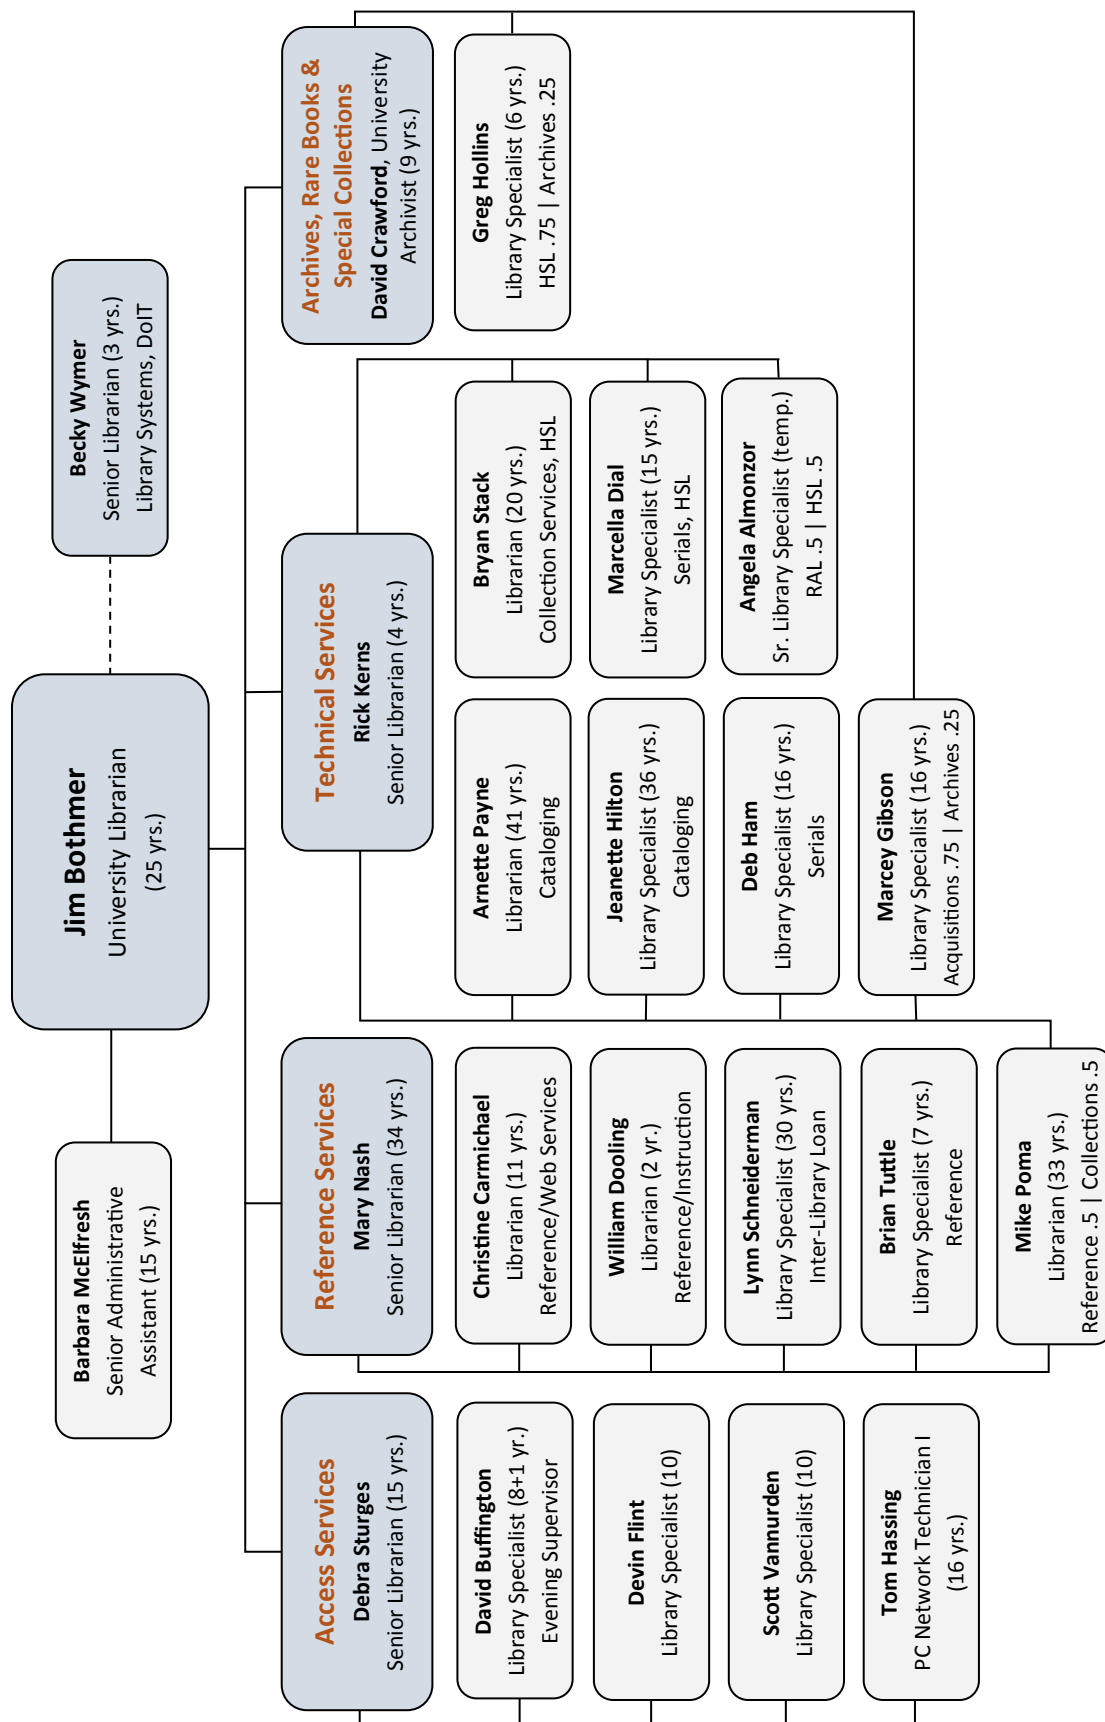 Jim Bothmer
University Librarian
(25 yrs.)
Barbara McElfresh
Senior Administrative
Assistant (15 yrs.)
Becky Wymer
Senior Librarian (3 yrs.)
Library Systems, DoIT
Access Services
Debra Sturges
Senior Librarian (15 yrs.)
David Buffington
Library Specialist (8+1 yr.)
Evening Supervisor
Devin Flint
Library Specialist (10)
Scott Vannurden
Library Specialist (10)
Tom Hassing
PC Network Technician I
(16 yrs.)
Reference Services
Mary Nash
Senior Librarian (34 yrs.)
Christine Carmichael
Librarian (11 yrs.)
Reference/Web Services
William Dooling
Librarian (2 yr.)
Reference/Instruction
Lynn Schneiderman
Library Specialist (30 yrs.)
Inter-Library Loan
Brian Tuttle
Library Specialist (7 yrs.)
Reference
Mike Poma
Librarian (33 yrs.)
Reference .5 | Collections .5
Technical Services
Rick Kerns
Senior Librarian (4 yrs.)
Arnette Payne
Librarian (41 yrs.)
Cataloging
Jeanette Hilton
Library Specialist (36 yrs.)
Cataloging
Deb Ham
Library Specialist (16 yrs.)
Serials
Marcey Gibson
Library Specialist (16 yrs.)
Acquisitions .75 | Archives .25
Bryan Stack
Librarian (20 yrs.)
Collection Services, HSL
Marcella Dial
Library Specialist (15 yrs.)
Serials, HSL
Angela Almonzor
Sr. Library Specialist (temp.)
RAL .5 | HSL .5
Archives, Rare Books &
Special Collections
David Crawford, University
Archivist (9 yrs.)
Greg Hollins
Library Specialist (6 yrs.)
HSL .75 | Archives .25